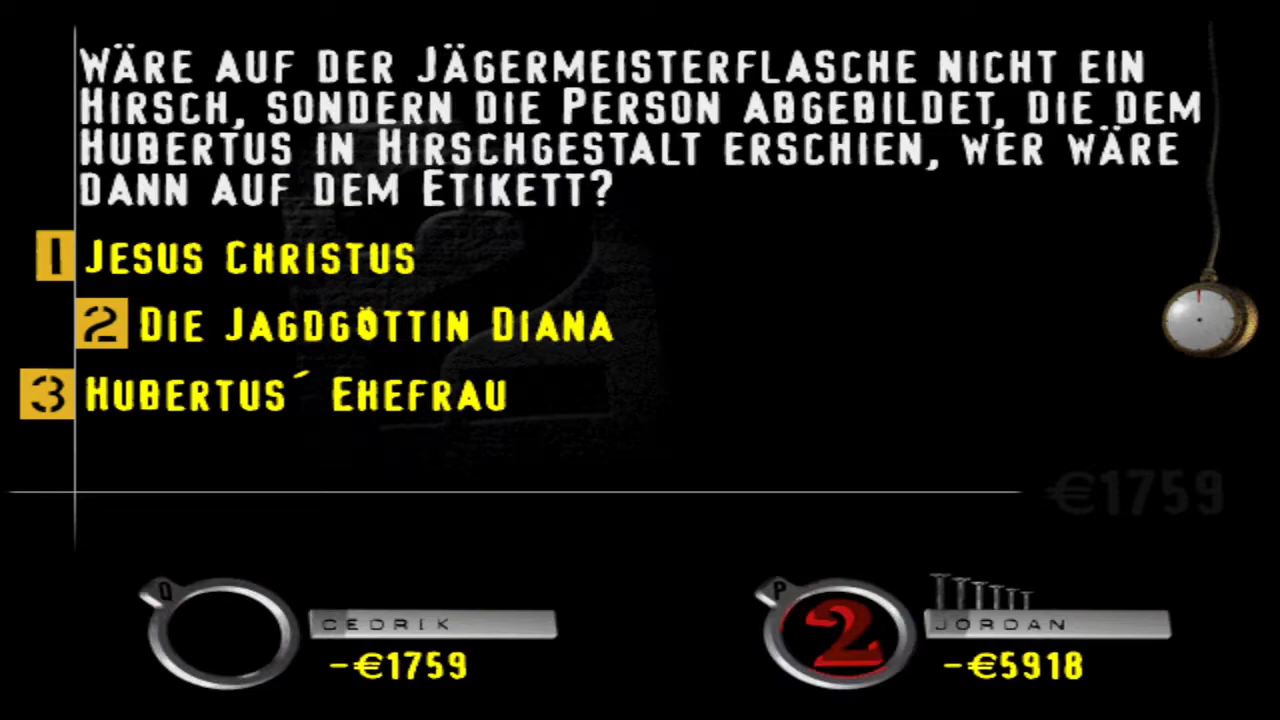 Wäre auf der Jägermeisterflasche nicht ein
Hirsch, sondern die Person abgebildet, die dem
Hubertus in Hirschgestalt erschien, wer wäre
dann auf dem Etikett?
1 Jesus Christus
2 Die Jagdgöttin Diana
3 Hubertus´ Ehefrau
€1759
Q CEDRIK
-€1759
P 2 JORDAN
-€5918